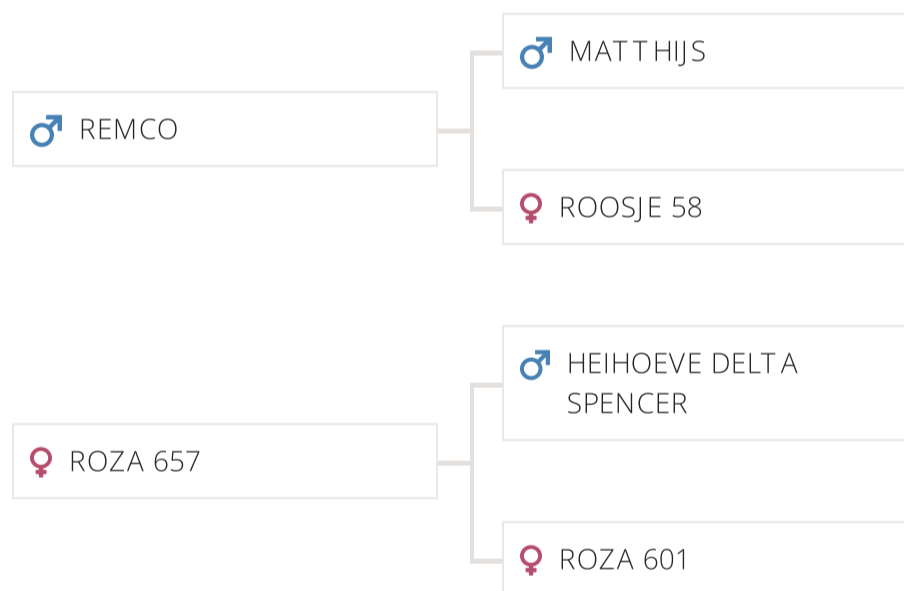 MATTHIJS
REMCO
ROOSJE 58
HEIHOEVE DELTA
SPENCER
ROZA 657
ROZA 601